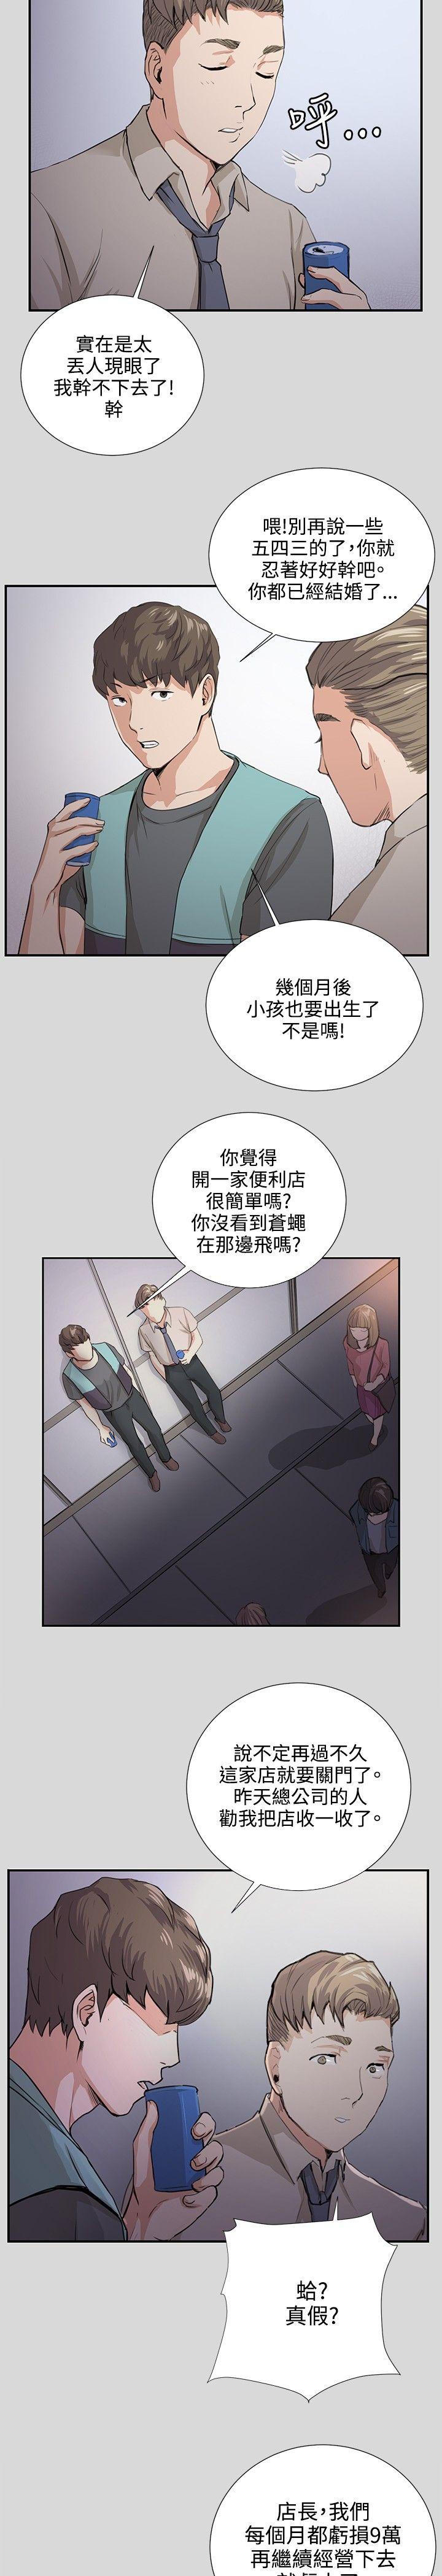 呼...
實在是太
丟人現眼了
我幹不下去了!
幹
喂!別再說一些
五四三的了,你就
忍著好好幹吧。
你都已經結婚了...
幾個月後
小孩也要出生了
不是嗎!
你覺得
開一家便利店
很簡單嗎?
你沒看到蒼蠅
在那邊飛嗎?
說不定再過不久
這家店就要關門了。
昨天總公司的人
勸我把店收一收了。
蛤?
真假?
店長,我們
每個月都虧損9萬
再繼續經營下去